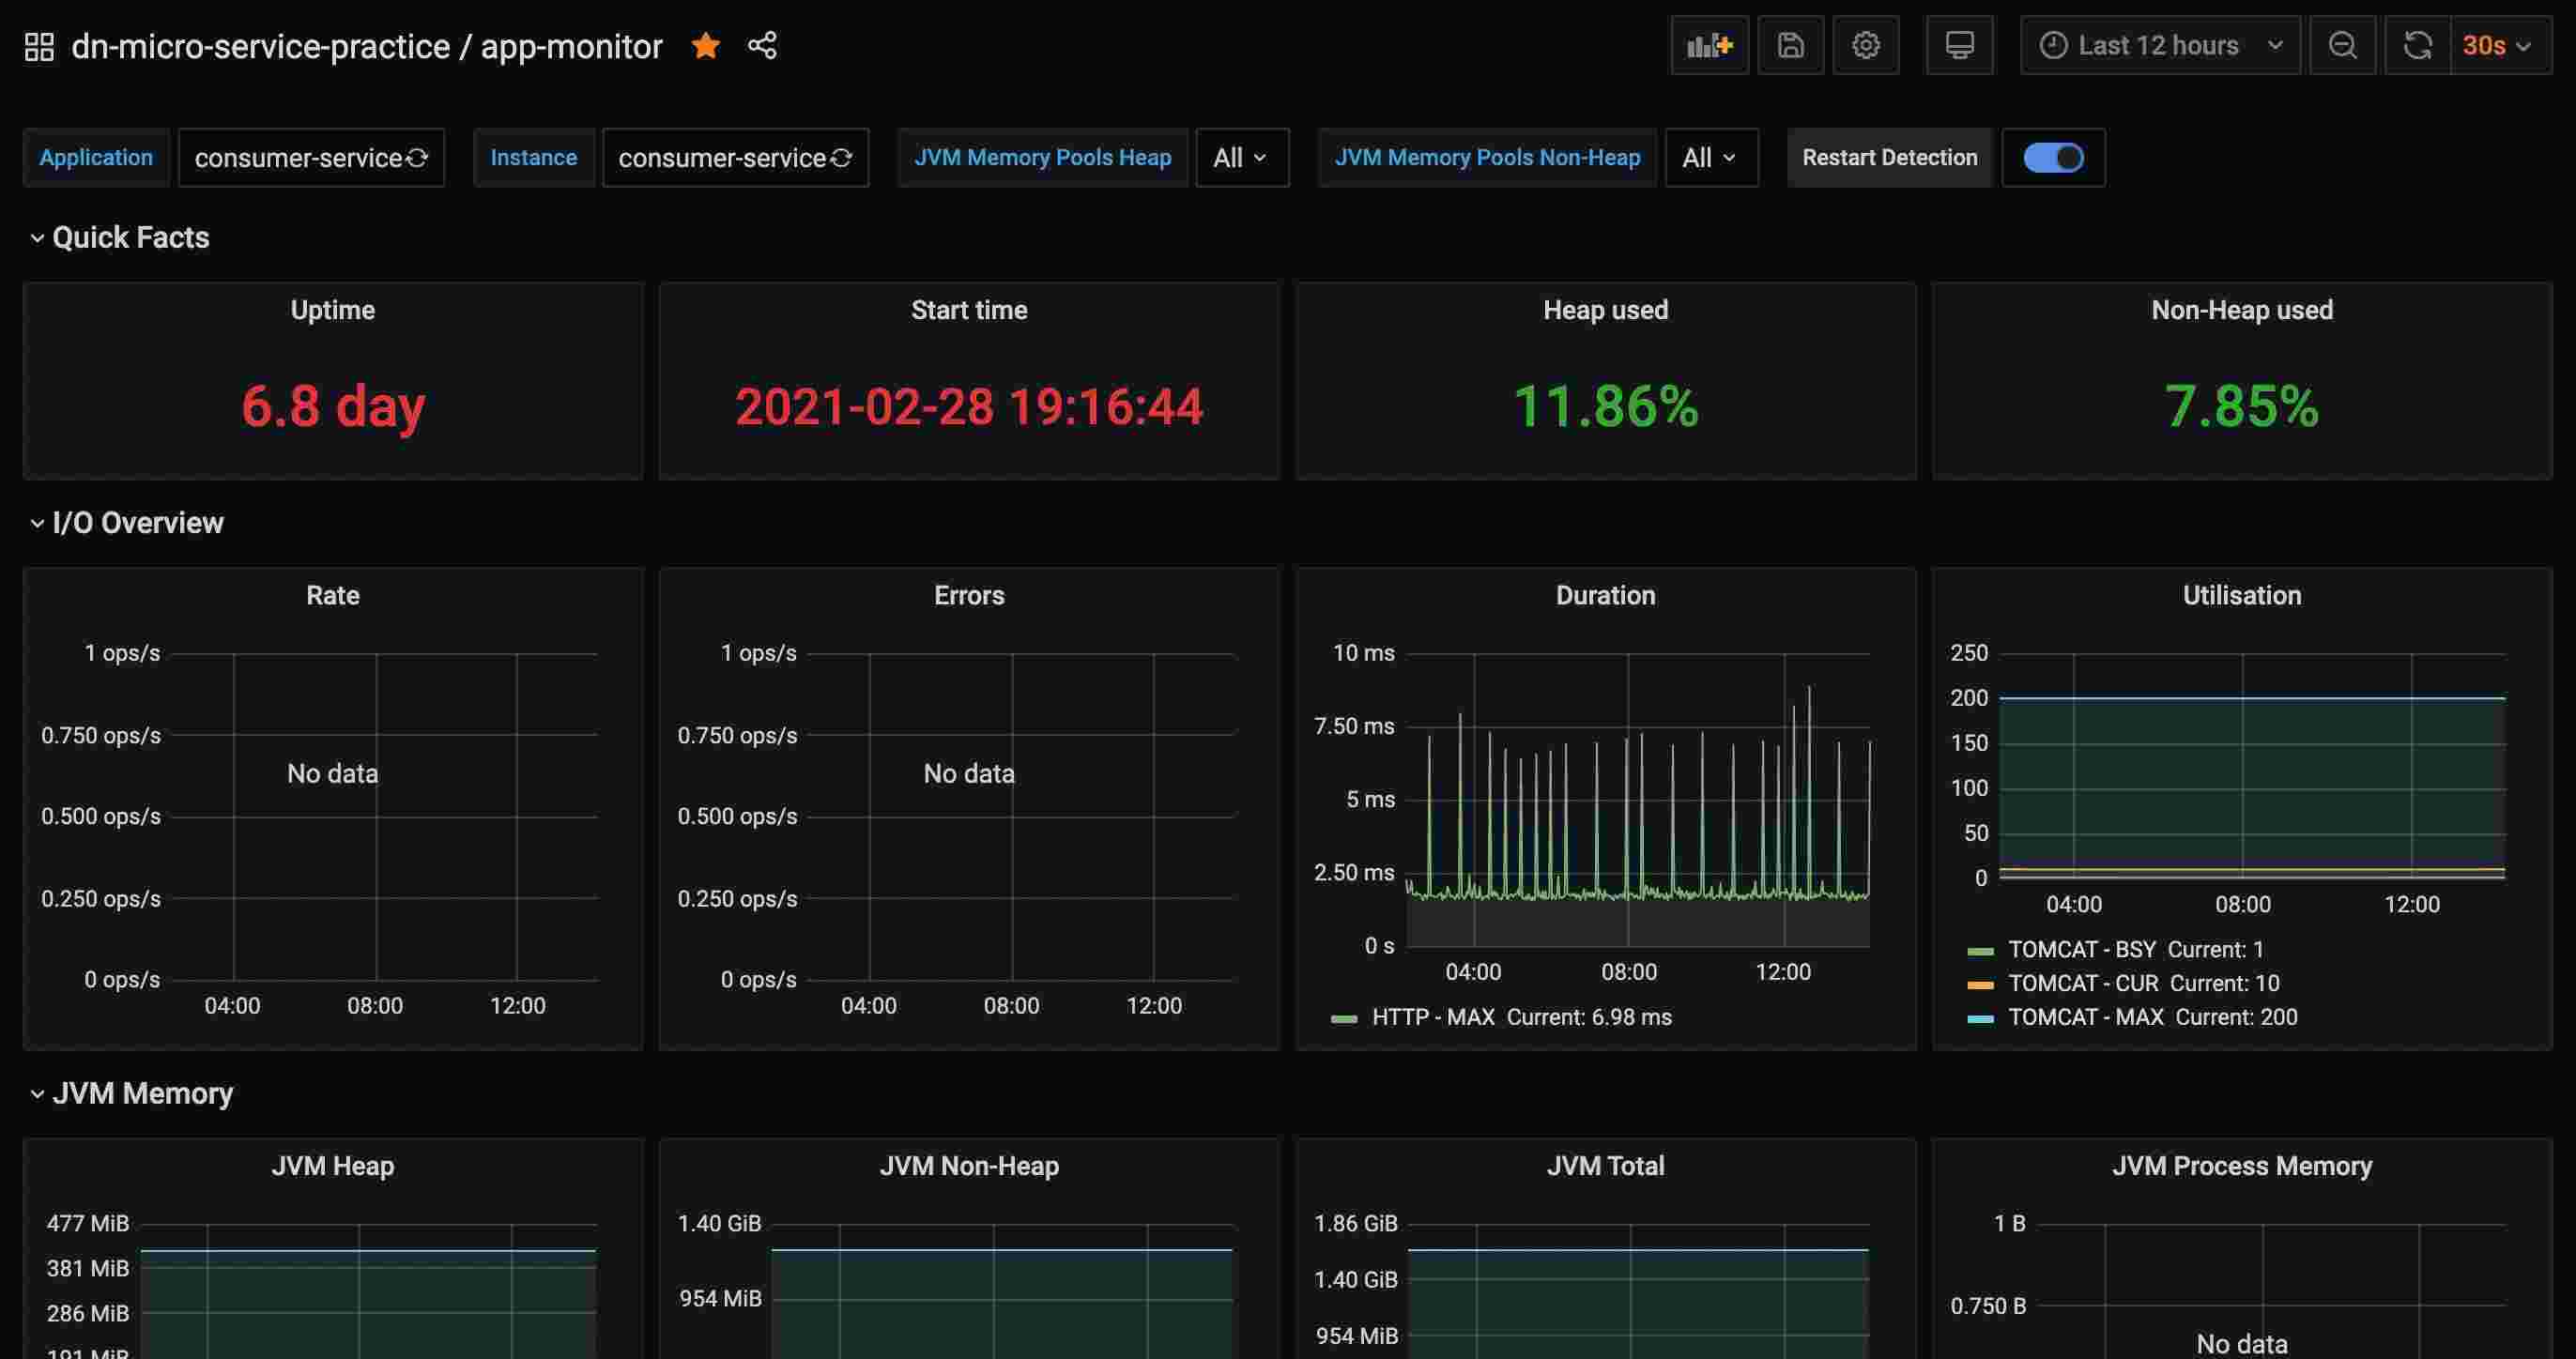 dn-micro-service-practice / app-monitor
Last 12 hours
30s
Application consumer-service Instance consumer-service JVM Memory Pools Heap All JVM Memory Pools Non-Heap All Restart Detection
Quick Facts
Uptime
6.8 day
Start time
2021-02-28 19:16:44
Heap used
11.86%
Non-Heap used
7.85%
I/O Overview
Rate
1 ops/s
0.750 ops/s
No data
0.500 ops/s
0.250 ops/s
0 ops/s
04:00 08:00 12:00
Errors
1 ops/s
0.750 ops/s
No data
0.500 ops/s
0.250 ops/s
0 ops/s
04:00 08:00 12:00
Duration
10 ms
7.50 ms
5 ms
2.50 ms
0 s
04:00 08:00 12:00
HTTP - MAX Current: 6.98 ms
Utilisation
250
200
150
100
50
0
04:00 08:00 12:00
TOMCAT - BSY Current: 1
TOMCAT - CUR Current: 10
TOMCAT - MAX Current: 200
JVM Memory
JVM Heap
477 MiB
381 MiB
286 MiB
191 MiB
JVM Non-Heap
1.40 GiB
954 MiB
JVM Total
1.86 GiB
1.40 GiB
954 MiB
JVM Process Memory
1 B
0.750 B
No data